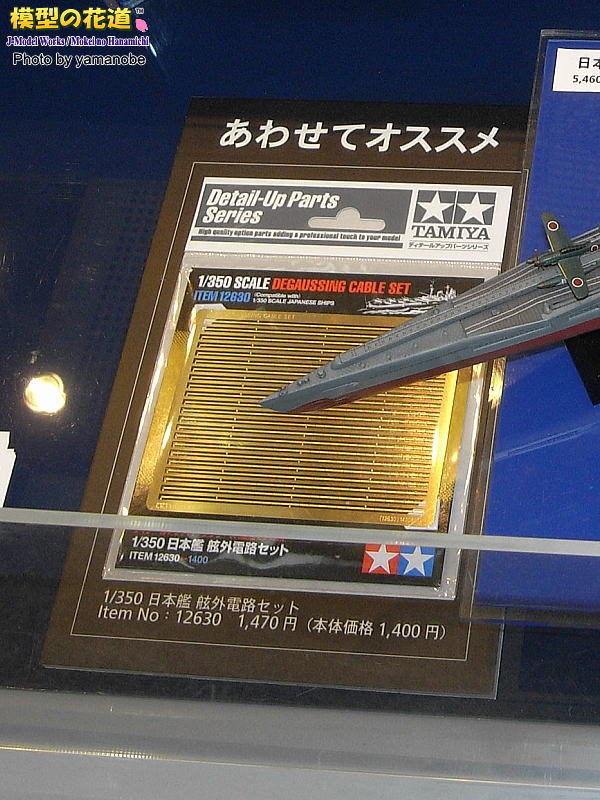 模型の花道™
J-Model Works / Mokei no Hanamichi
Photo by yamanobe
日本
5,460
あわせてオススメ
Detail-Up Parts
Series
High quality option parts adding a professional touch to your model
TAMIYA
ディテールアップパーツシリーズ
1/350 SCALE DEGAUSSING CABLE SET
ITEM 12630 (Compatible with)
1/350 SCALE JAPANESE SHIPS
CABLE SET
1/350 日本艦 舷外電路セット
ITEM 12630 1400
1/350 日本艦 舷外電路セット
Item No : 12630 1,470 円 (本体価格 1,400 円)